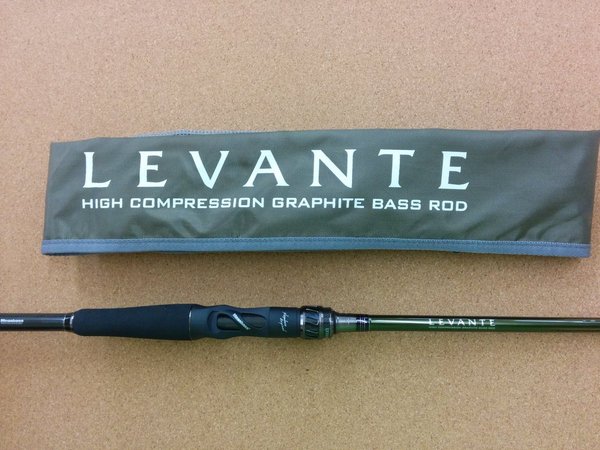 LEVANTE
HIGH COMPRESSION GRAPHITE BASS ROD
LEVANTE